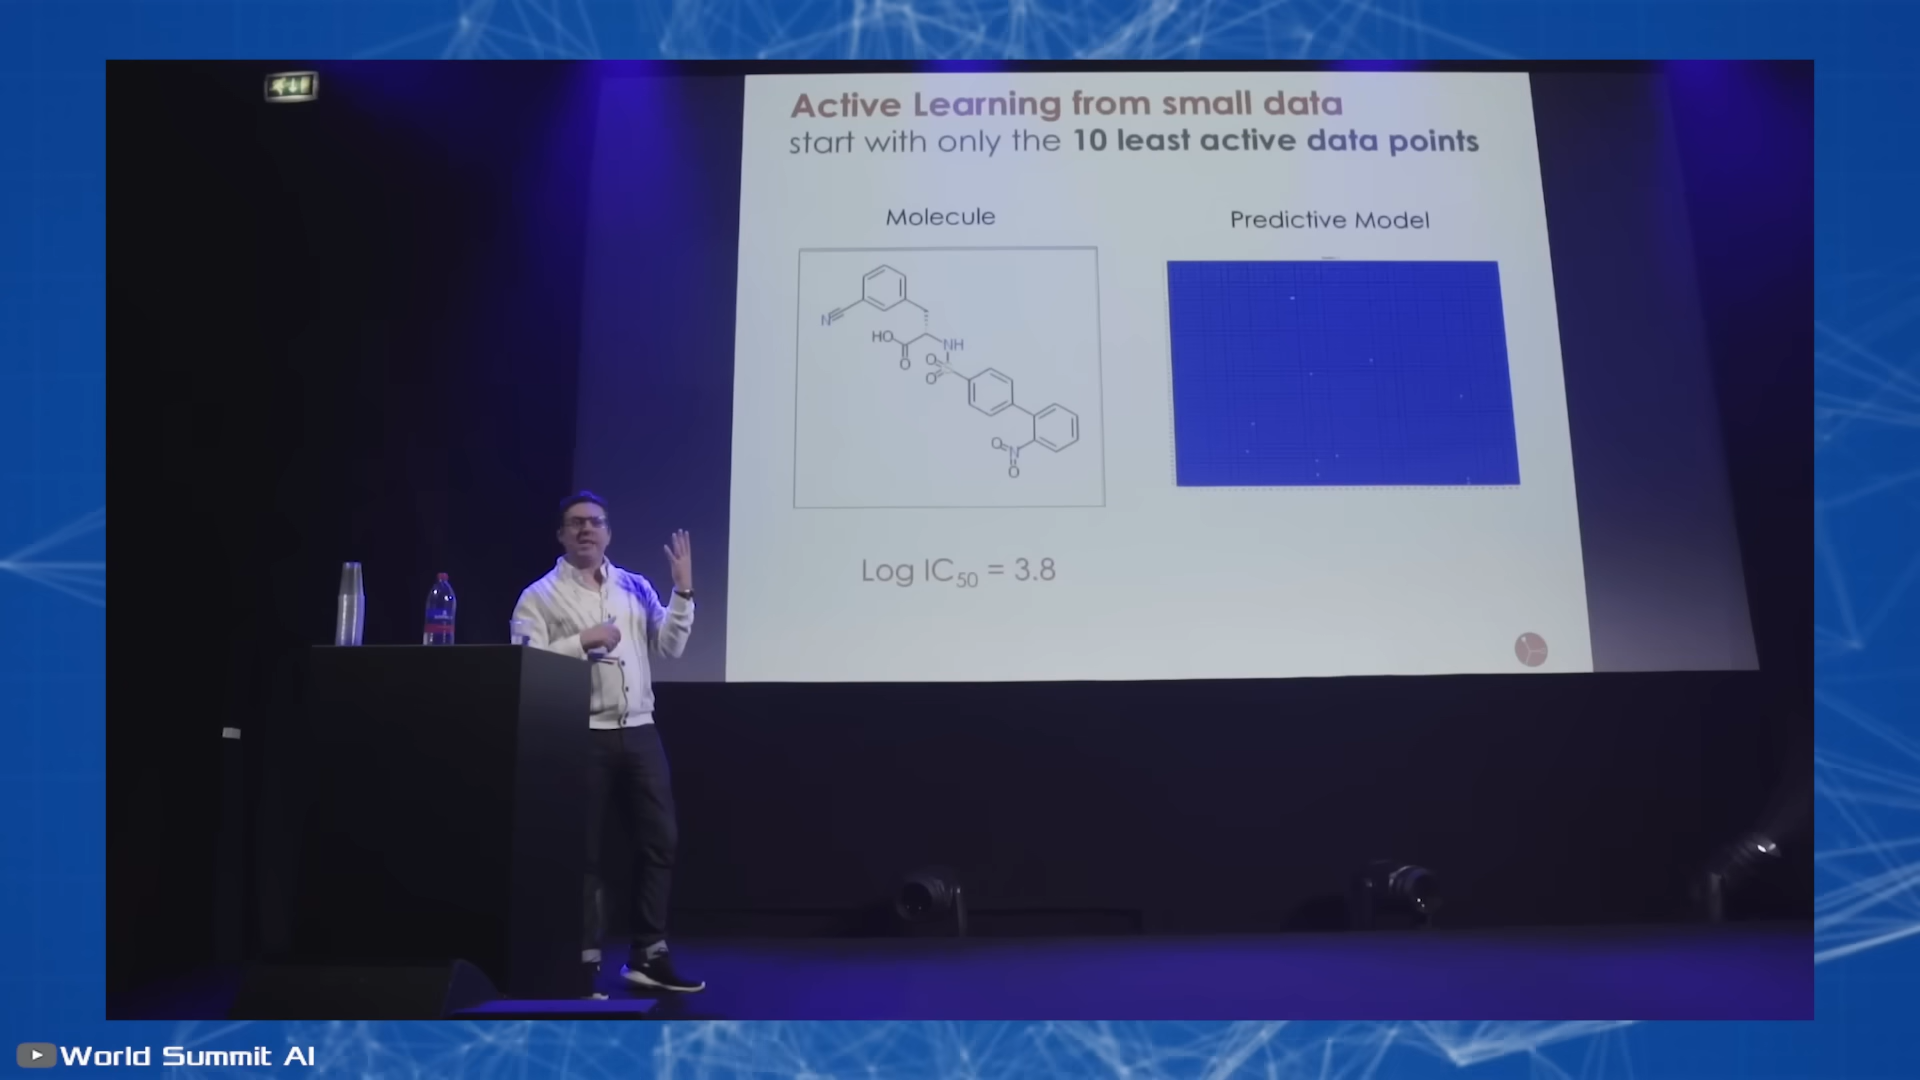 Active Learning from small data
start with only the 10 least active data points
Molecule
Predictive Model
N
HO
O
NH
O
O
O
N
O
Log IC50 = 3.8
World Summit AI